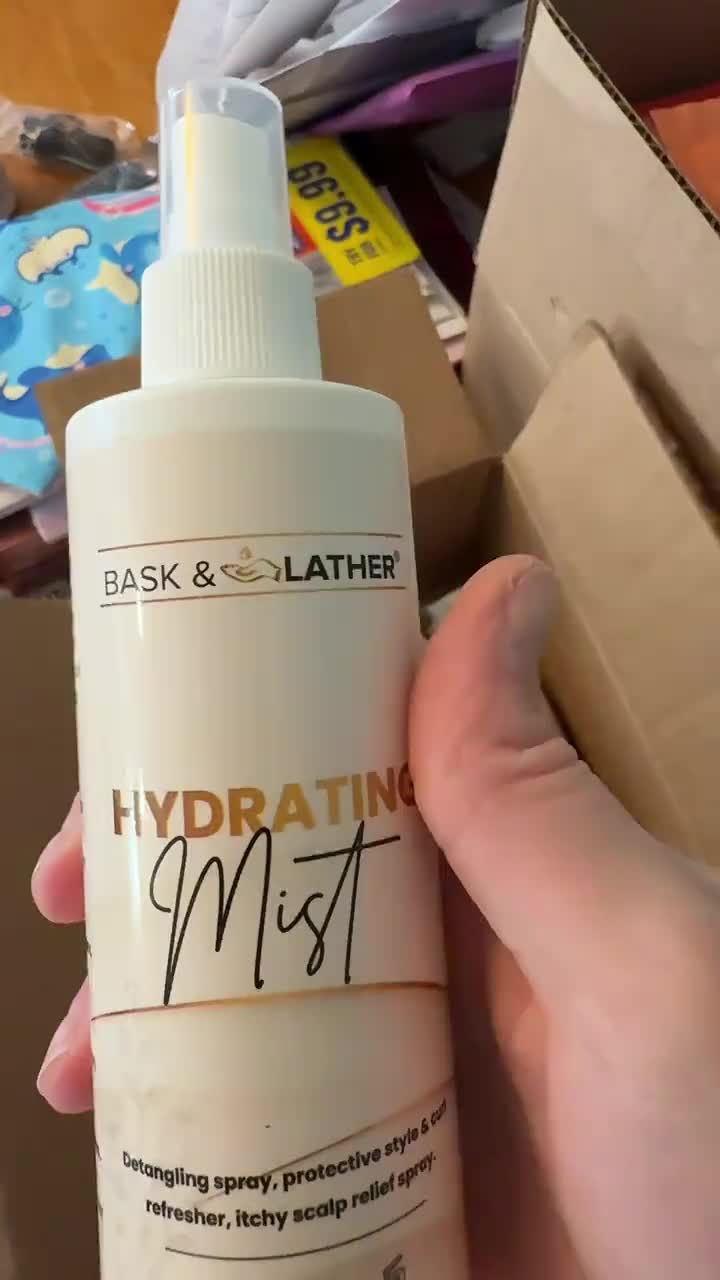 $9.99
BASK & LATHER®
HYDRATING
Mist
Detangling spray, protective style & curl
refresher, itchy scalp relief spray.